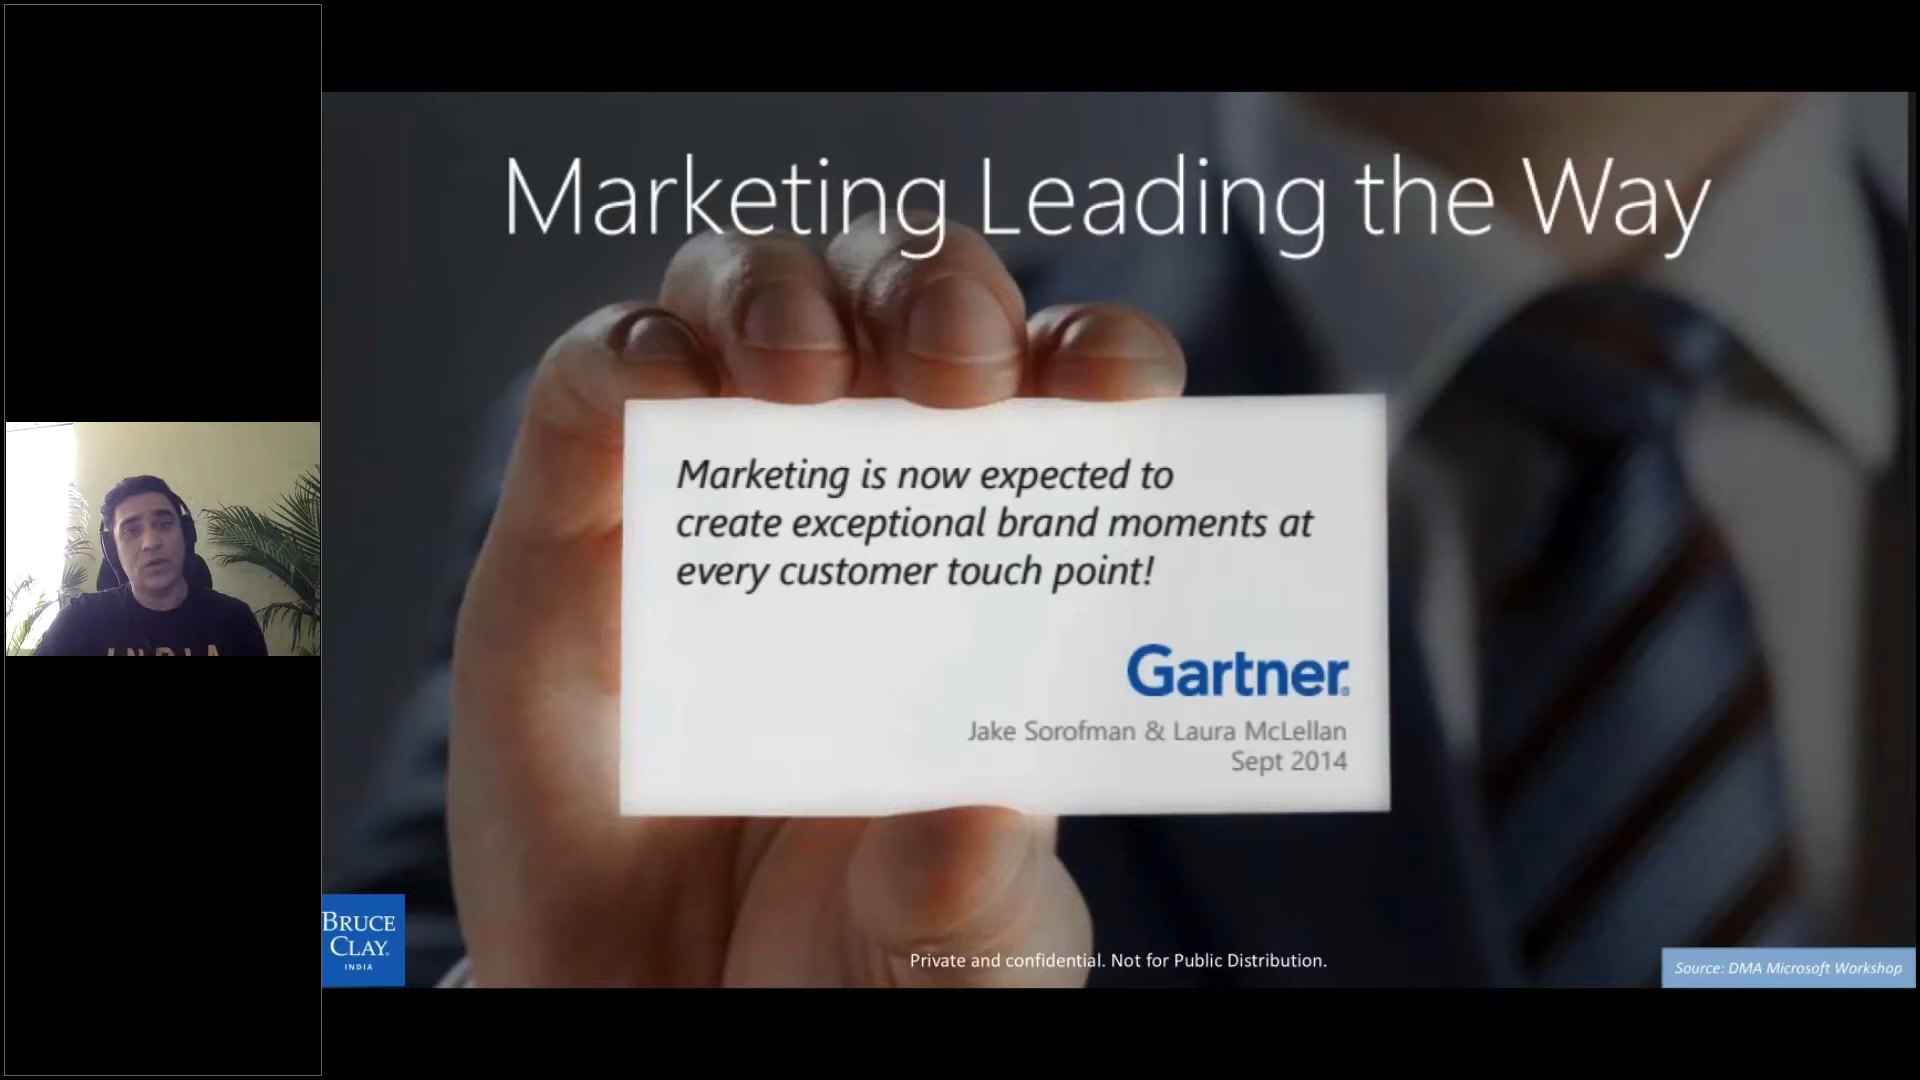 Marketing Leading the Way
Marketing is now expected to
create exceptional brand moments at
every customer touch point!
Gartner®
Jake Sorofman & Laura McLellan
Sept 2014
INDIA
BRUCE
CLAY®
INDIA
Private and confidential. Not for Public Distribution.
Source: DMA Microsoft Workshop